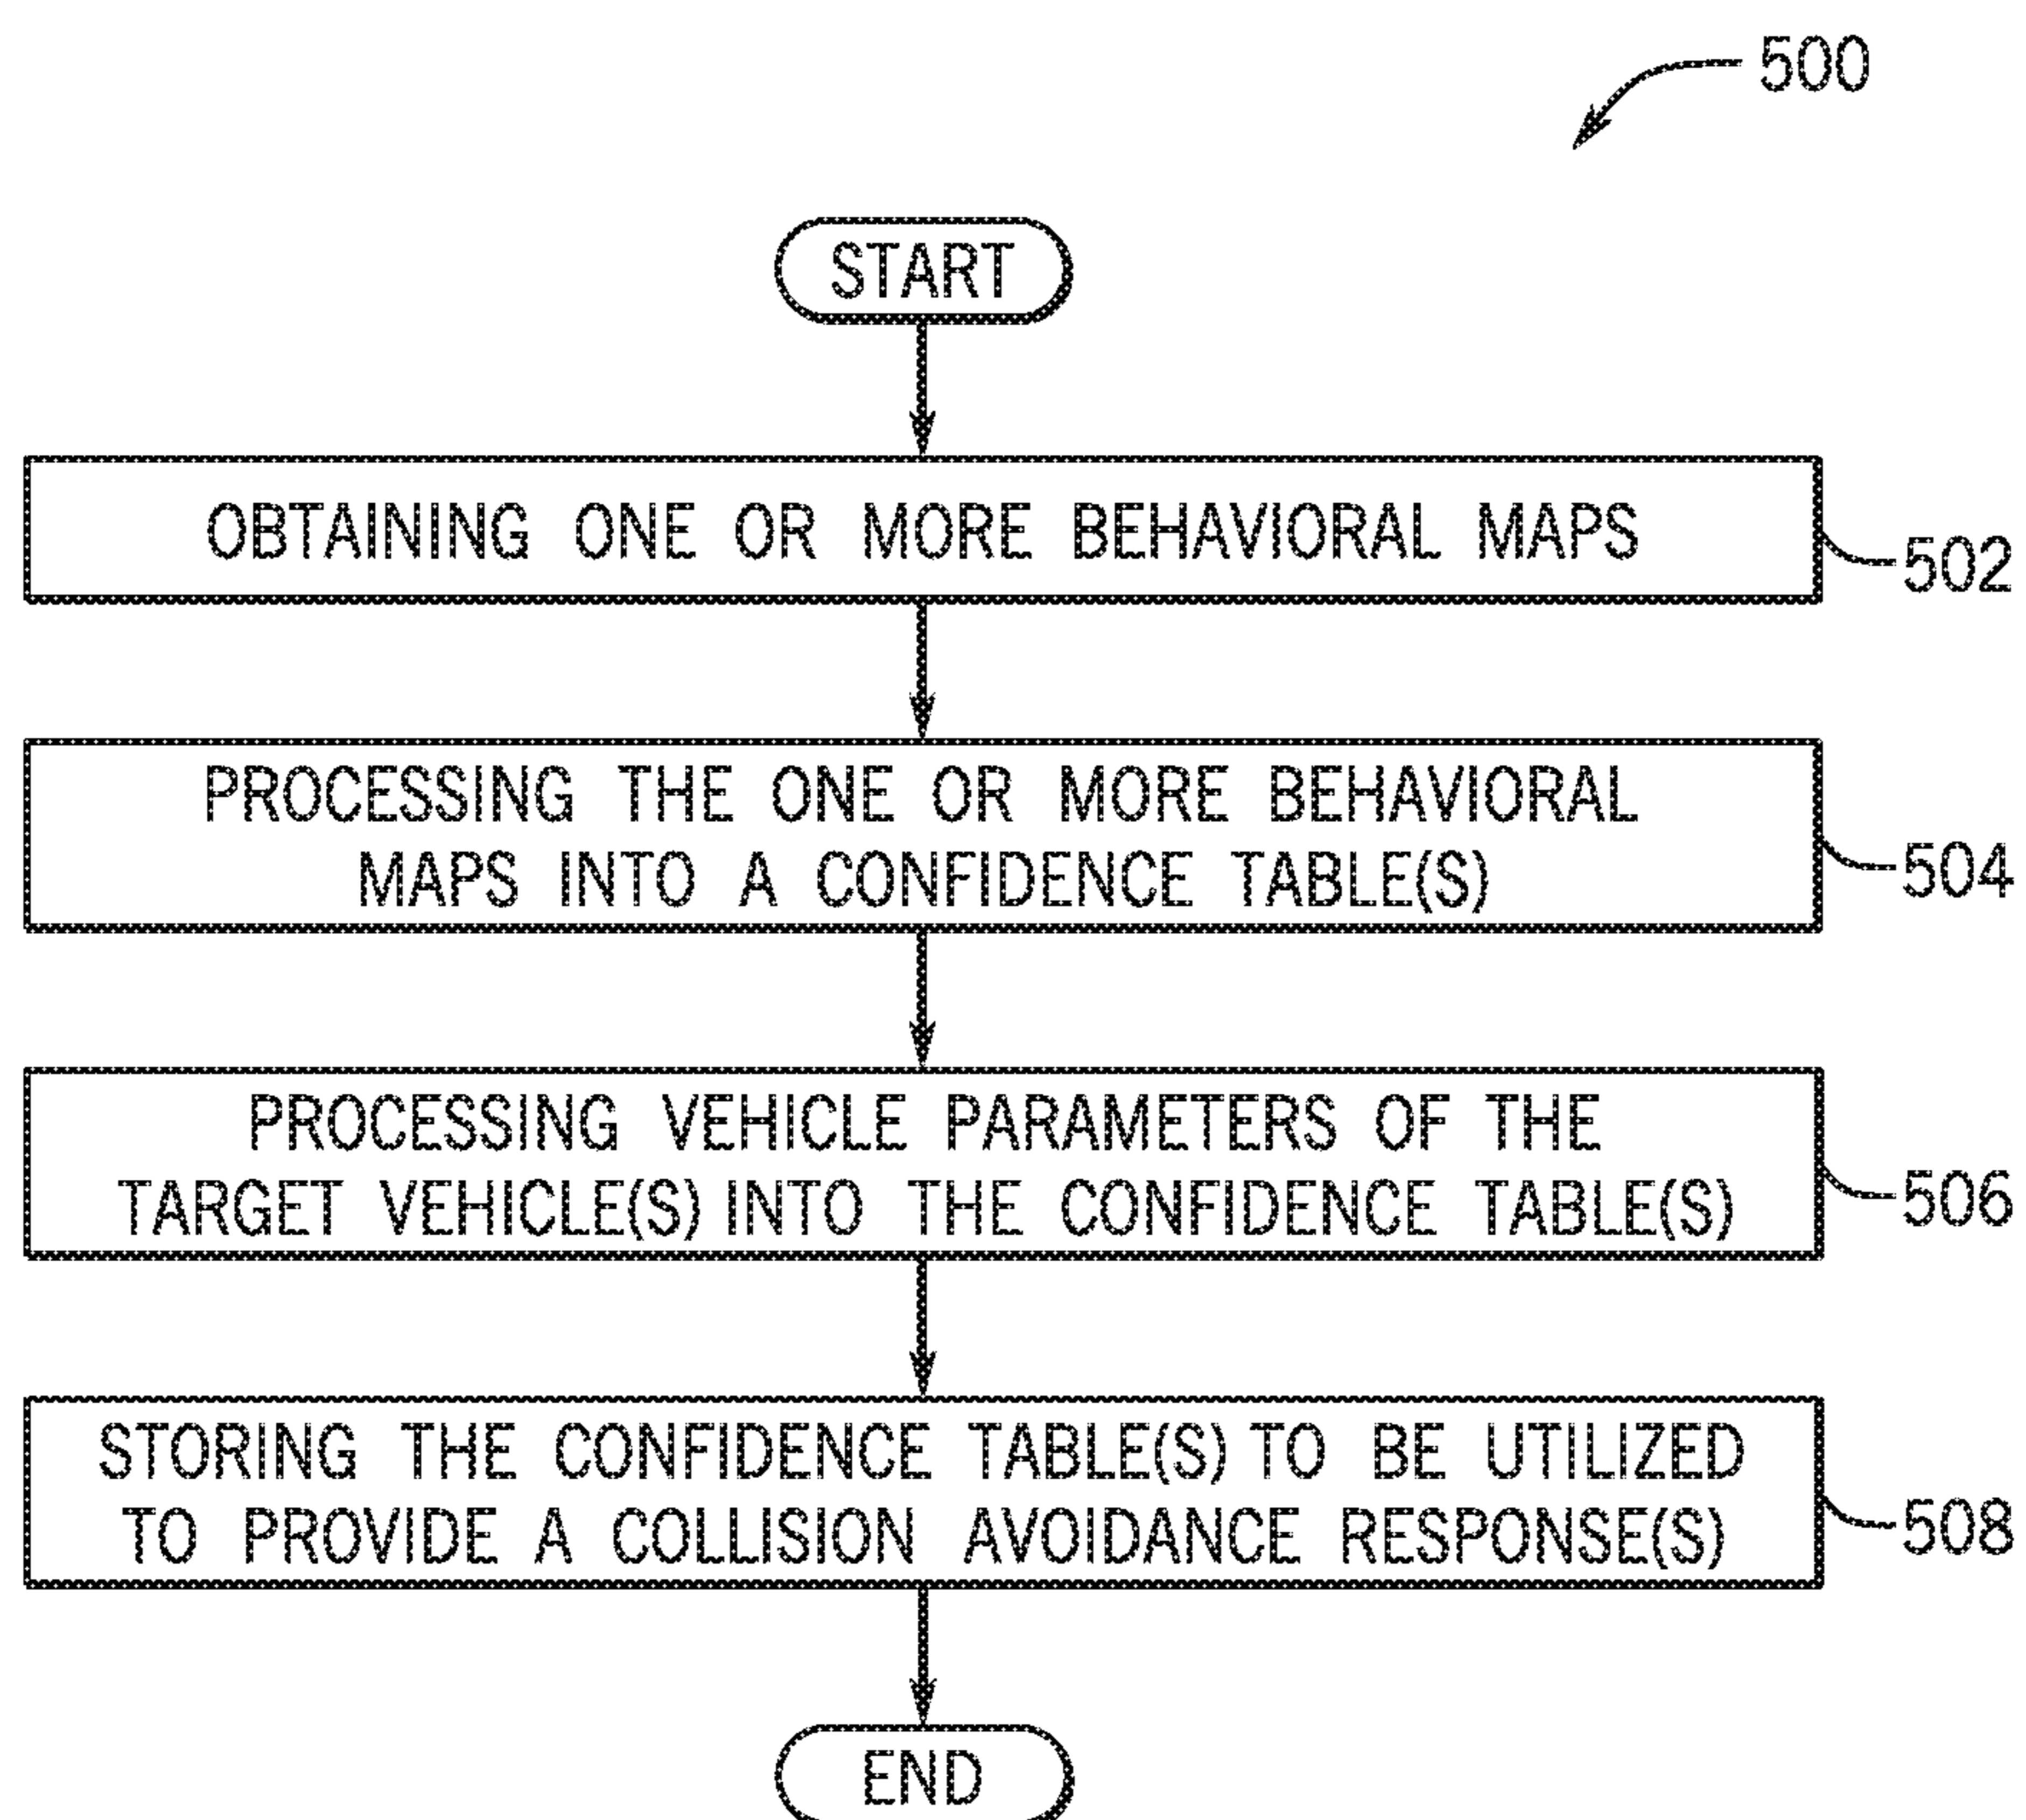 500
START
OBTAINING ONE OR MORE BEHAVIORAL MAPS
502
PROCESSING THE ONE OR MORE BEHAVIORAL
MAPS INTO A CONFIDENCE TABLE(S)
504
PROCESSING VEHICLE PARAMETERS OF THE
TARGET VEHICLE(S) INTO THE CONFIDENCE TABLE(S)
506
STORING THE CONFIDENCE TABLE(S) TO BE UTILIZED
TO PROVIDE A COLLISION AVOIDANCE RESPONSE(S)
508
END